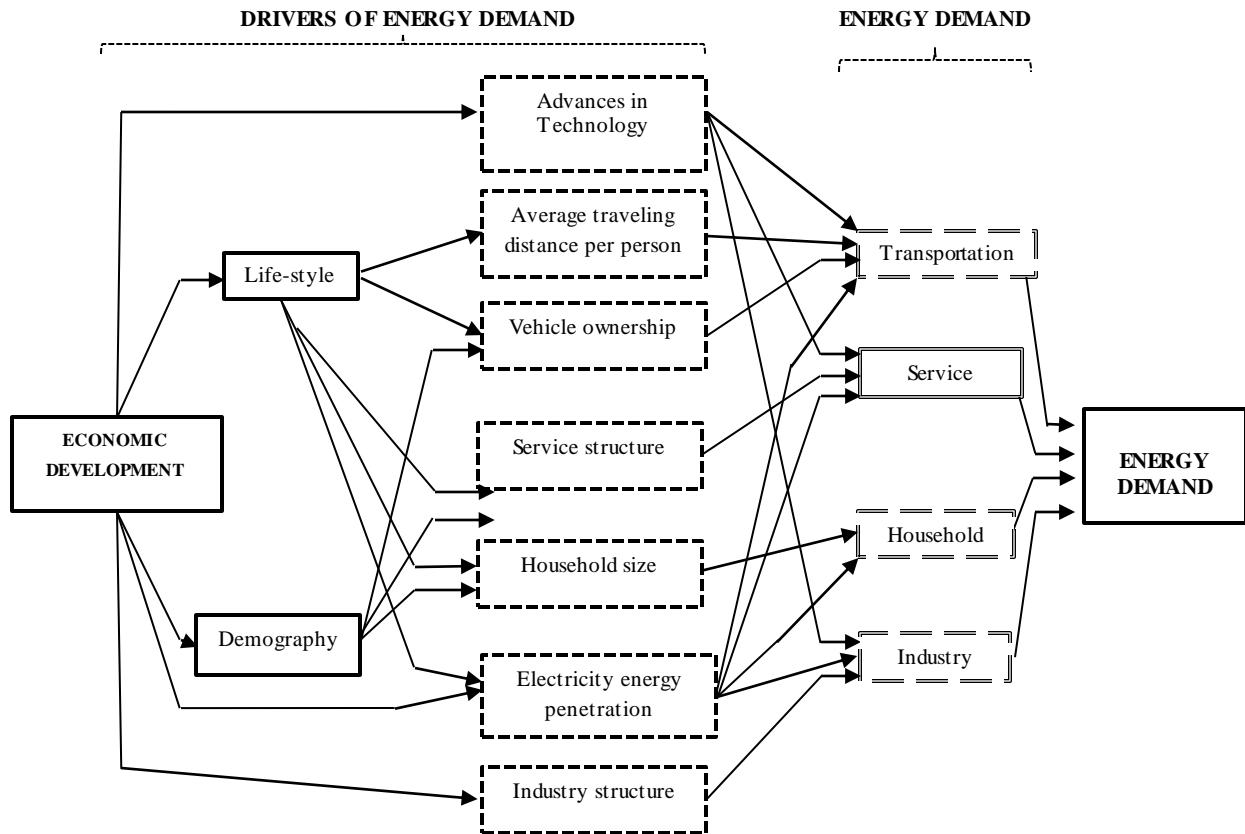 DRIVERS OF ENERGY DEMAND
ENERGY DEMAND
Advances in
Technology
Average traveling
distance per person
Transportation
Life-style
Vehicle ownership
Service
ECONOMIC
DEVELOPMENT
Service structure
ENERGY
DEMAND
Household
Household size
Demography
Industry
Electricity energy
penetration
Industry structure